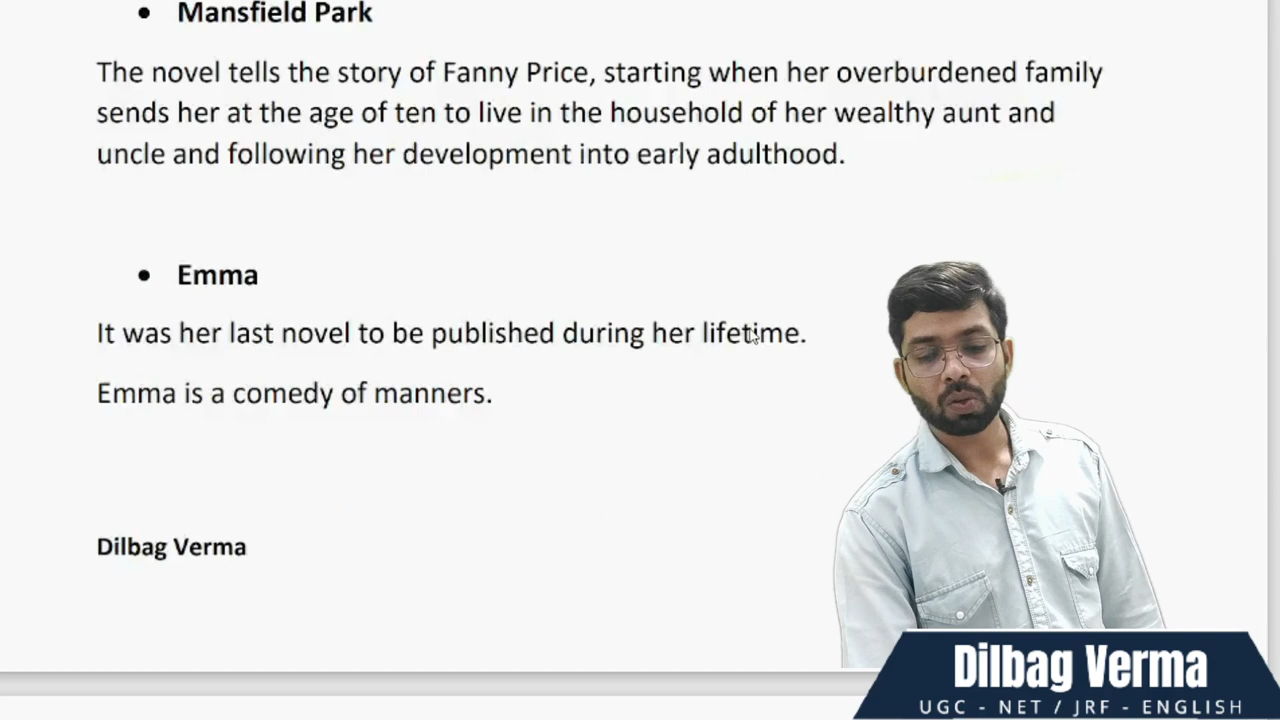 • Mansfield Park
The novel tells the story of Fanny Price, starting when her overburdened family
sends her at the age of ten to live in the household of her wealthy aunt and
uncle and following her development into early adulthood.
• Emma
It was her last novel to be published during her lifetime.
Emma is a comedy of manners.
Dilbag Verma
Dilbag Verma
UGC - NET / JRF - ENGLISH